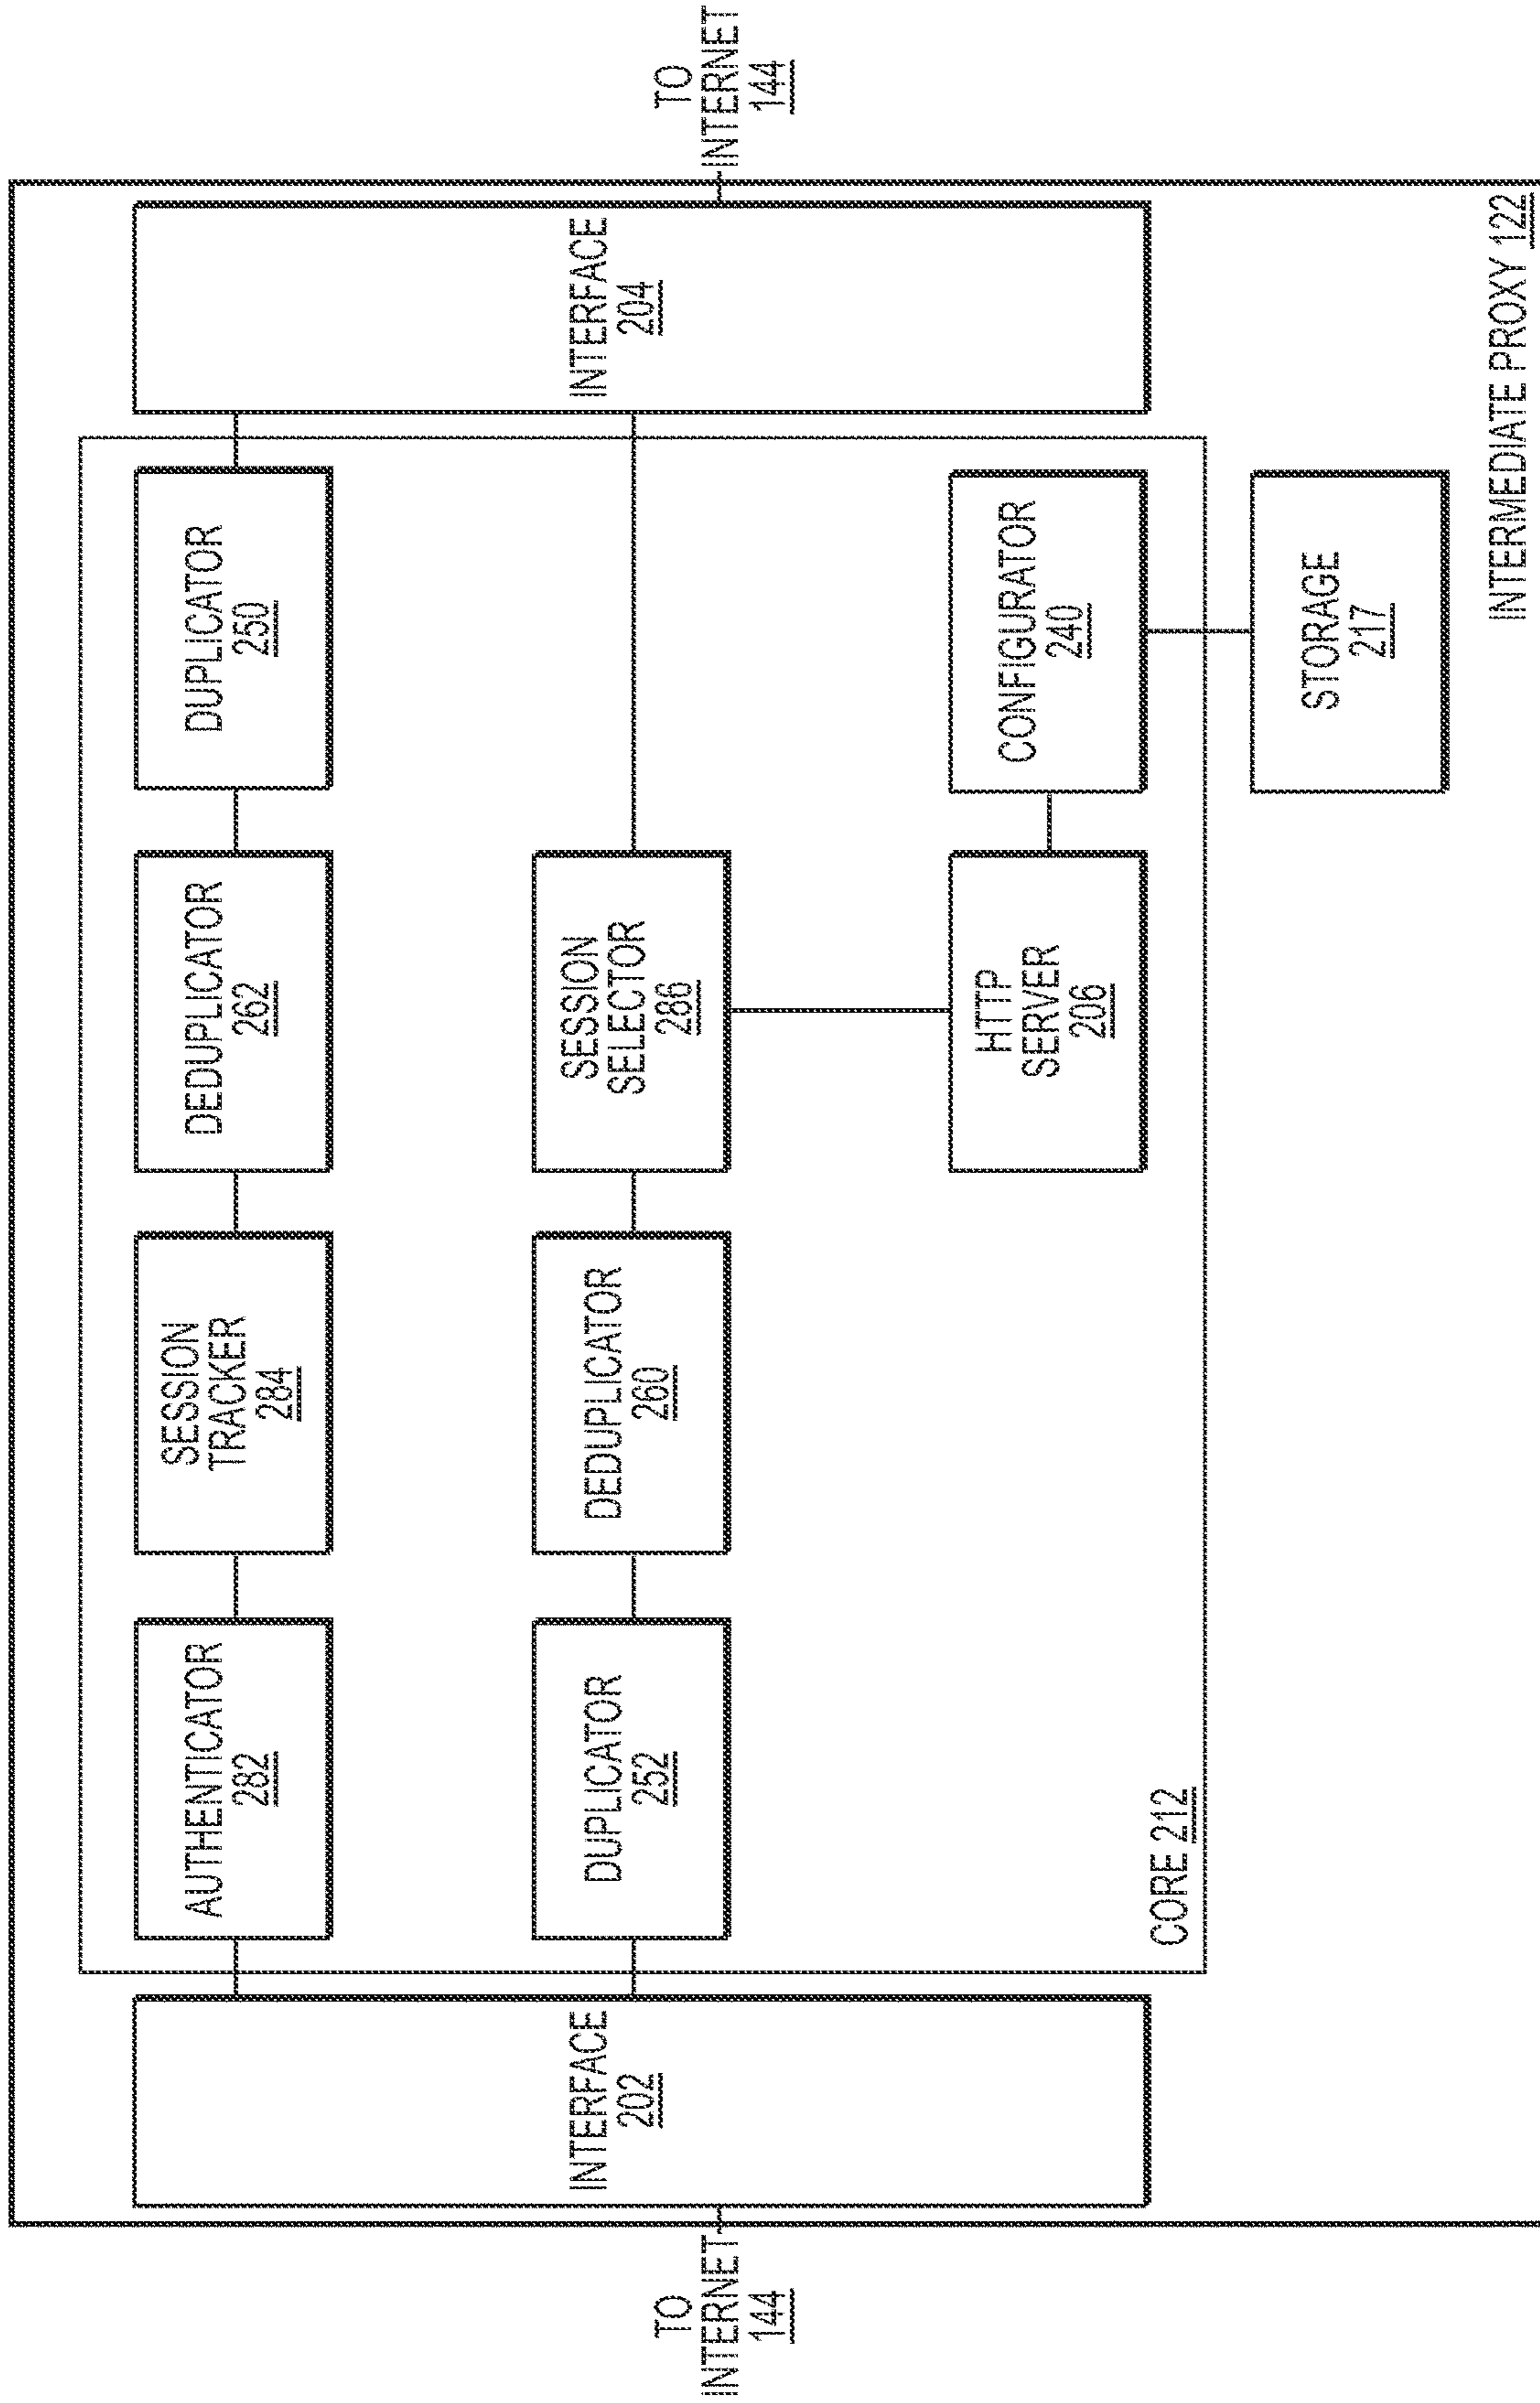 TO
INTERNET
144
INTERFACE
202
AUTHENTICATOR
282
SESSION
TRACKER
284
DEDUPLICATOR
262
DUPLICATOR
250
DUPLICATOR
252
DEDUPLICATOR
260
SESSION
SELECTOR
286
HTTP
SERVER
206
CONFIGURATOR
240
CORE 212
STORAGE
217
INTERFACE
204
TO
INTERNET
144
INTERMEDIATE PROXY 122